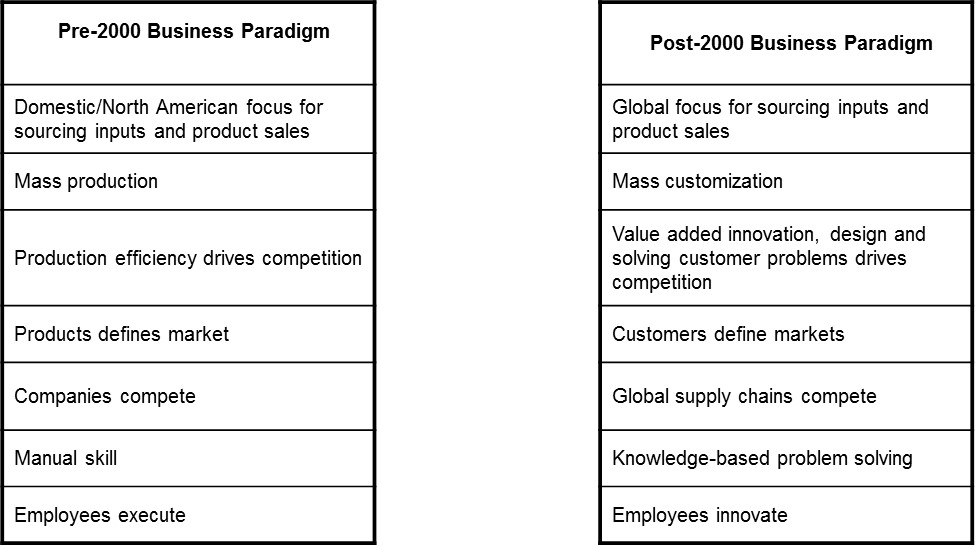 Pre-2000 Business Paradigm
Domestic/North American focus for
sourcing inputs and product sales
Mass production
Production efficiency drives competition
Products defines market
Companies compete
Manual skill
Employees execute
Post-2000 Business Paradigm
Global focus for sourcing inputs and
product sales
Mass customization
Value added innovation, design and
solving customer problems drives
competition
Customers define markets
Global supply chains compete
Knowledge-based problem solving
Employees innovate